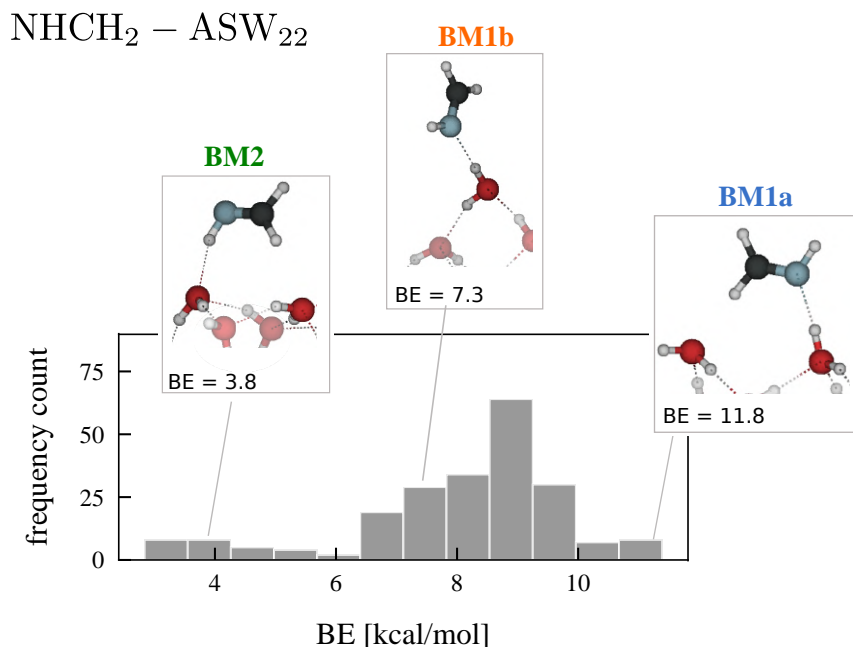 NHCH₂ − ASW₂₂
BM1b
BM2
BM1a
BE = 7.3
BE = 3.8
BE = 11.8
frequency count
75
50
25
0
4 6 8 10
BE [kcal/mol]